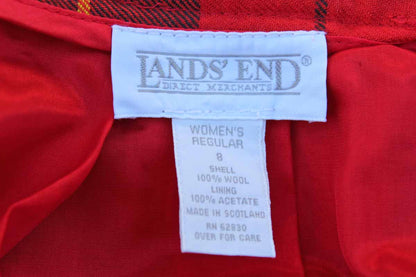 LANDS' END®
DIRECT MERCHANTS
WOMEN'S
REGULAR
8
SHELL
100% WOOL
LINING
100% ACETATE
MADE IN SCOTLAND
RN 62830
OVER FOR CARE